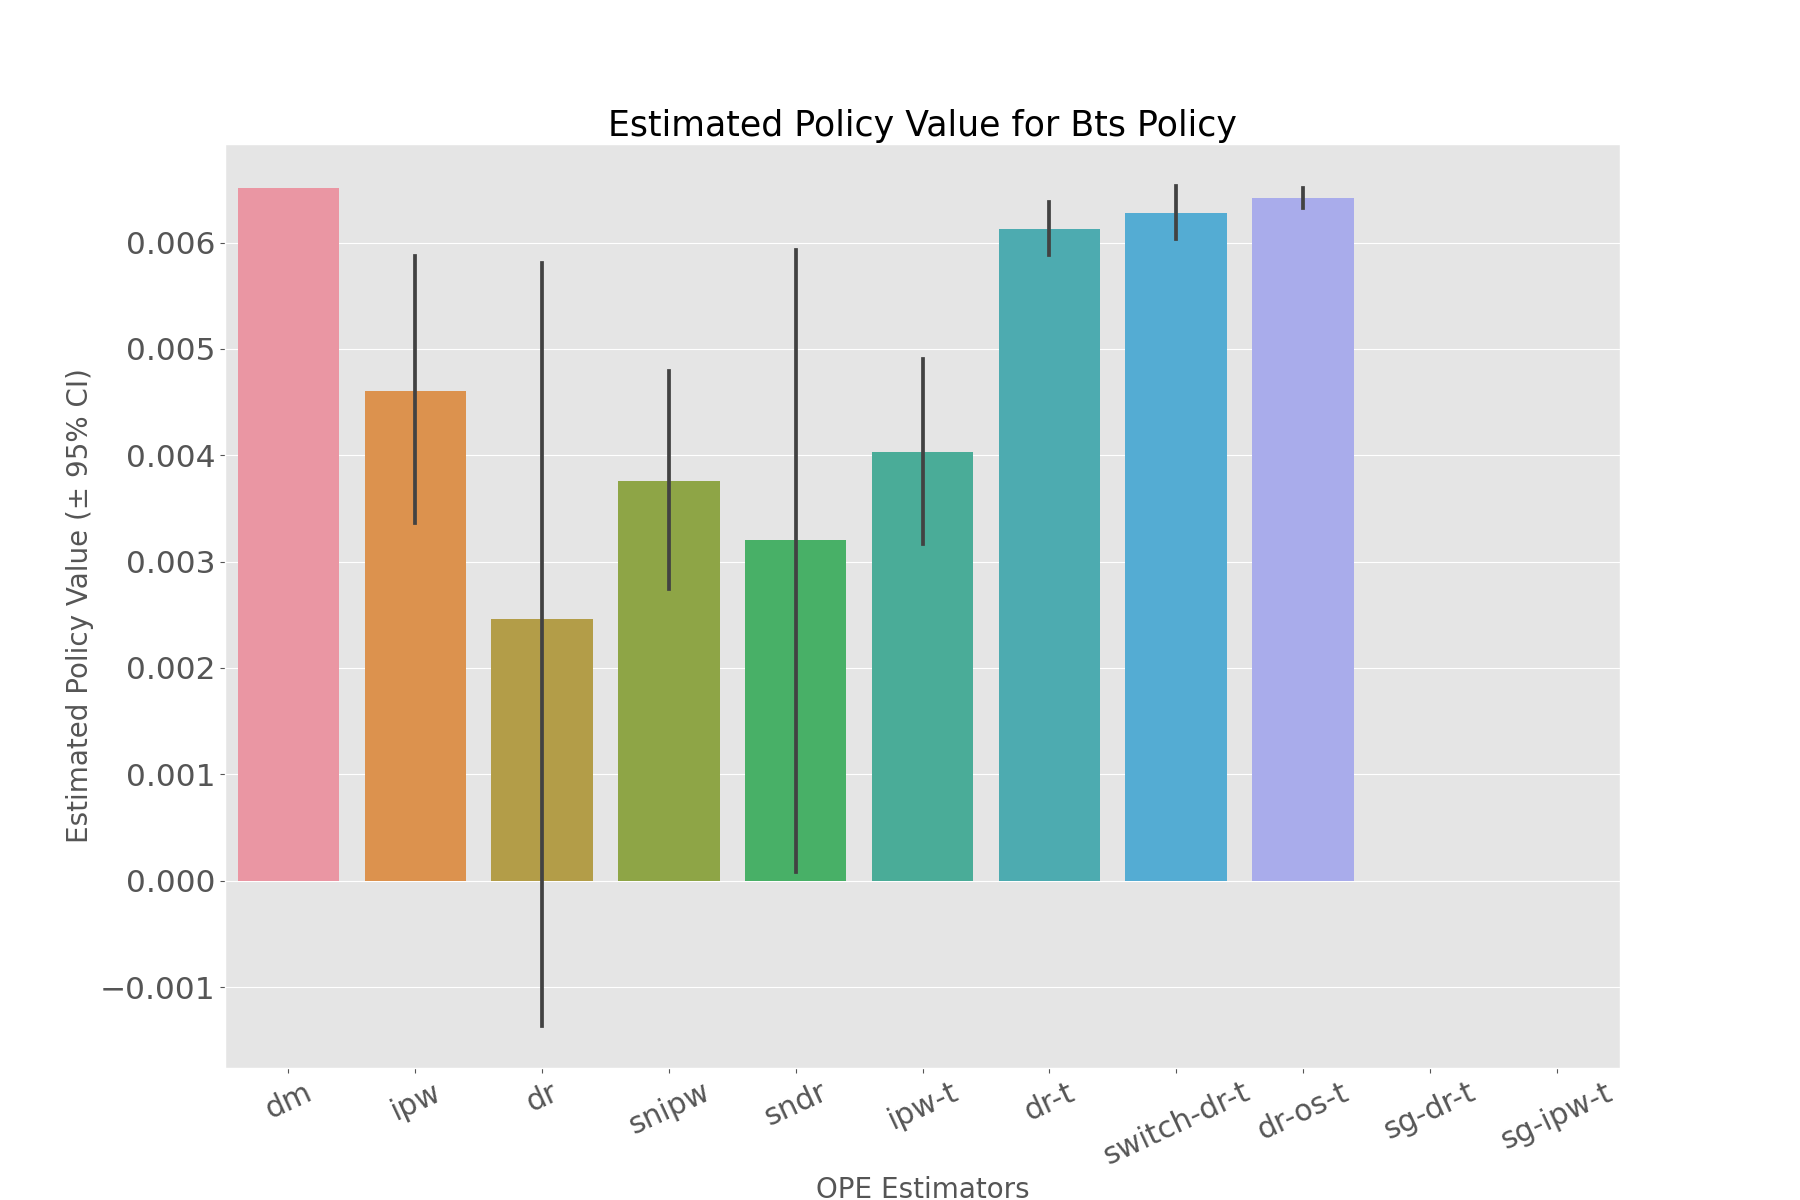 Estimated Policy Value for Bts Policy
Estimated Policy Value (± 95% CI)
0.006
0.005
0.004
0.003
0.002
0.001
0.000
−0.001
dm
ipw
dr
snipw
sndr
ipw-t
dr-t
switch-dr-t
dr-os-t
sg-dr-t
sg-ipw-t
OPE Estimators